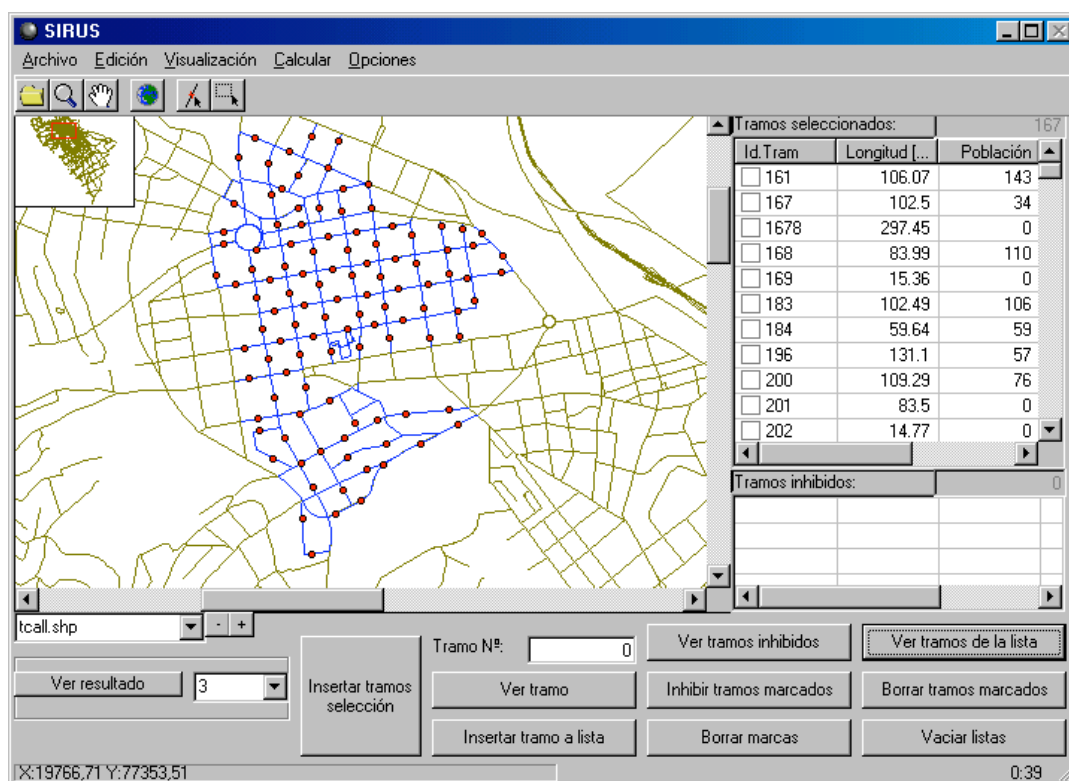 SIRUS
Archivo Edición Visualización Calcular Opciones
Tramos seleccionados: 167
Id.Tram Longitud [... Población
161 106.07 143
167 102.5 34
1678 297.45 0
168 83.99 110
169 15.36 0
183 102.49 106
184 59.64 59
196 131.1 57
200 109.29 76
201 83.5 0
202 14.77 0
Tramos inhibidos: 0
tcall.shp - +
Ver resultado 3
Insertar tramos
selección
Tramo Nº: 0
Ver tramo
Insertar tramo a lista
Ver tramos inhibidos
Inhibir tramos marcados
Borrar marcas
Ver tramos de la lista
Borrar tramos marcados
Vaciar listas
X:19766,71 Y:77353,51 0:39